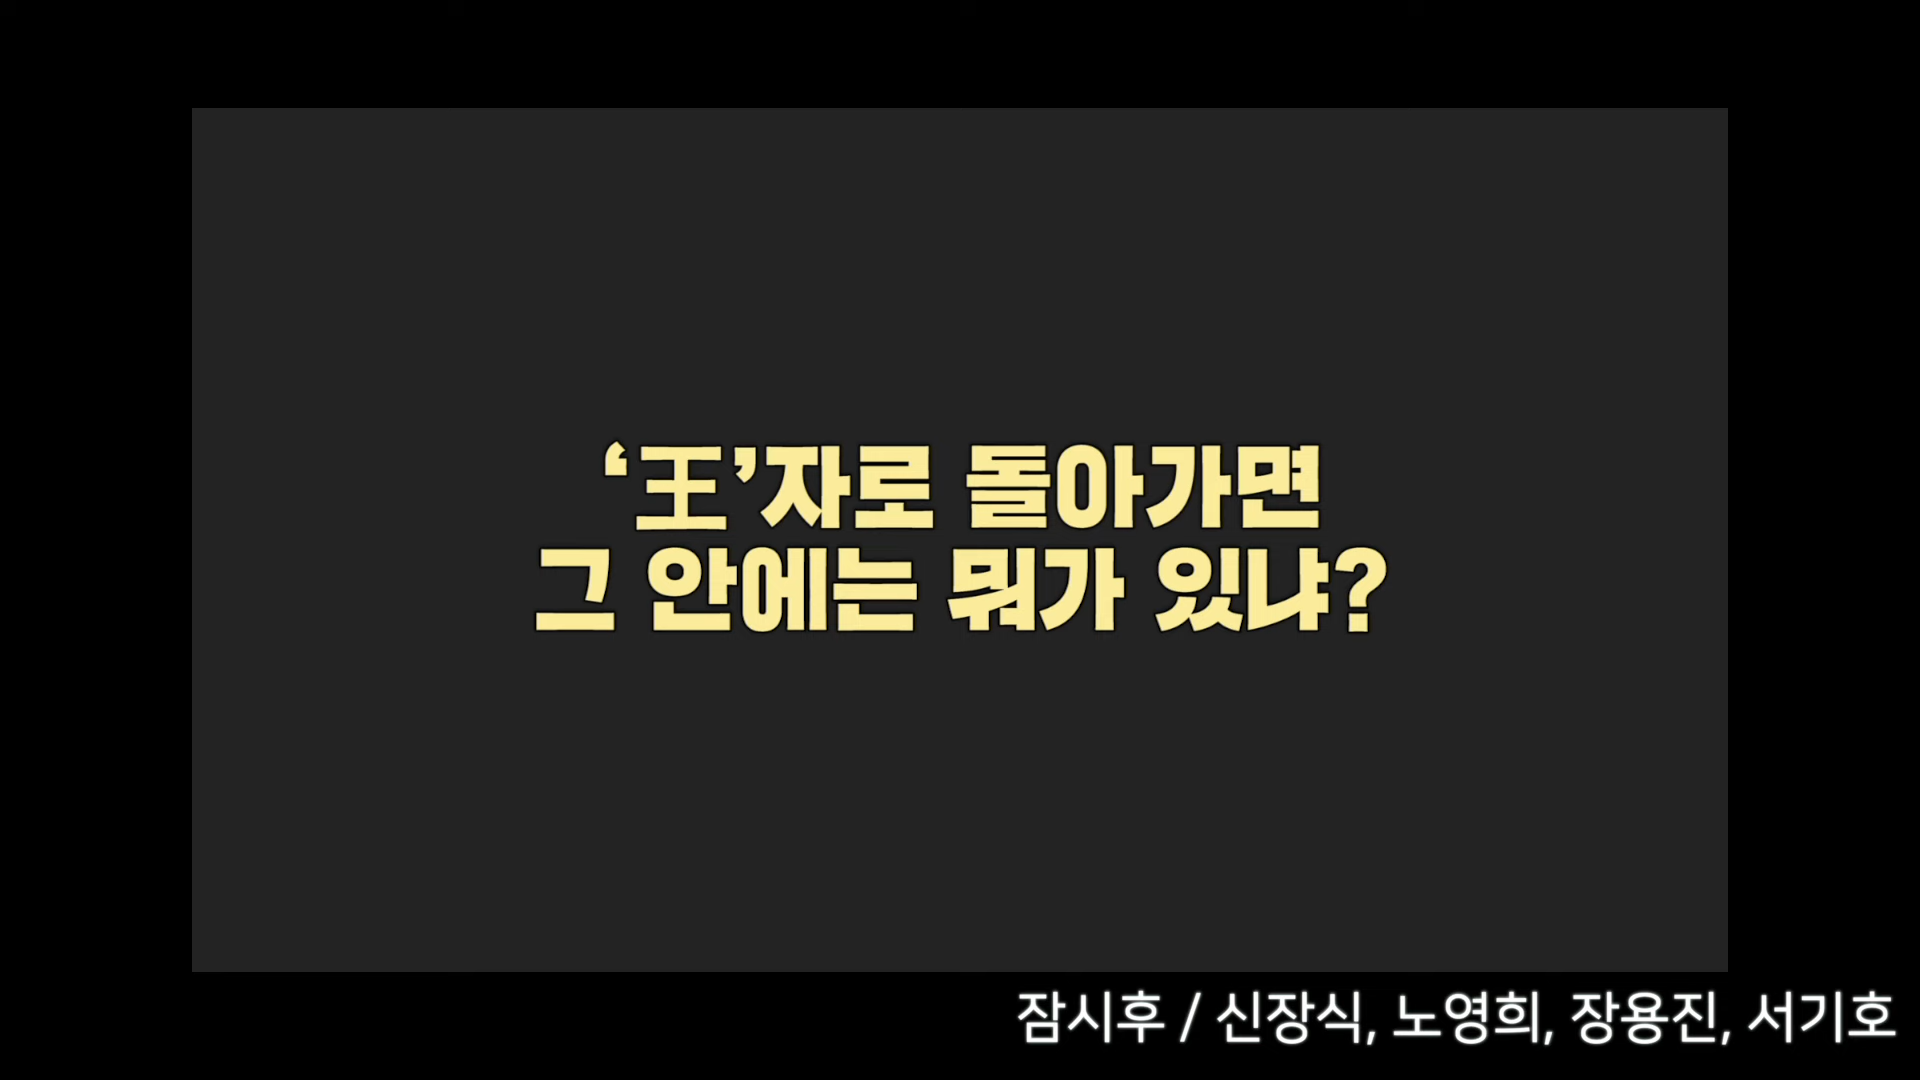 ‘王’자로 돌아가면
그 안에는 뭐가 있냐?
잠시후 / 신장식, 노영희, 장용진, 서기호